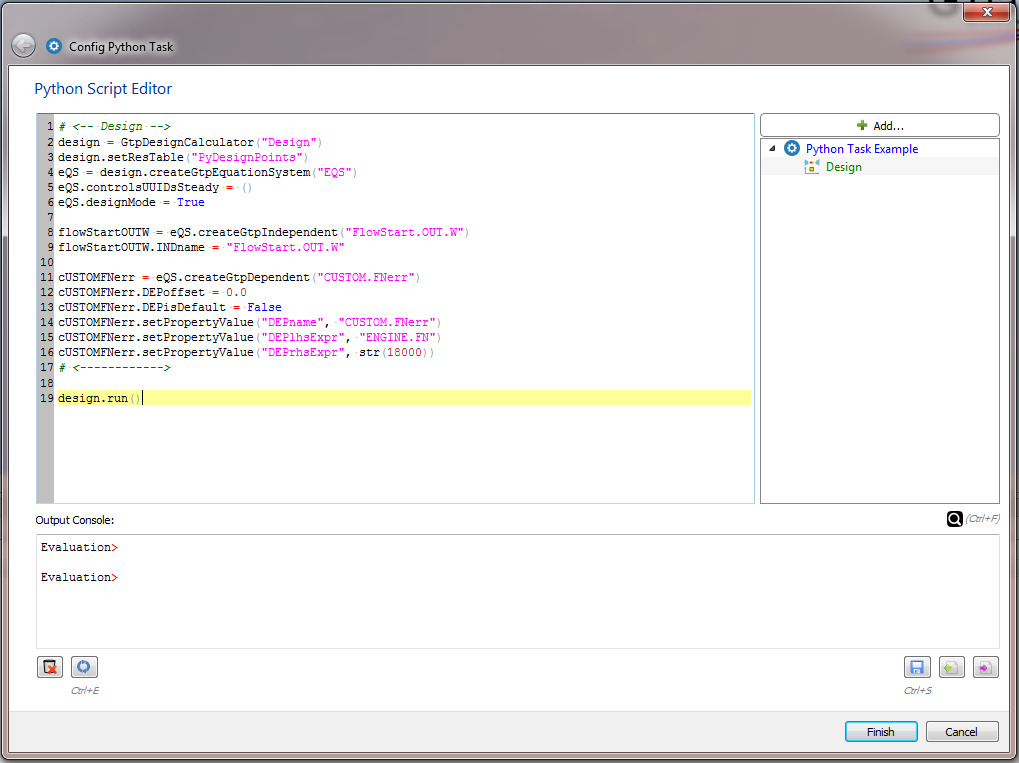 Config Python Task
Python Script Editor
1 # <-- Design -->
2 design = GtpDesignCalculator("Design")
3 design.setResTable("PyDesignPoints")
4 eQS = design.createGtpEquationSystem("EQS")
5 eQS.controlsUUIDsSteady = ()
6 eQS.designMode = True
7
8 flowStartOUTW = eQS.createGtpIndependent("FlowStart.OUT.W")
9 flowStartOUTW.INDname = "FlowStart.OUT.W"
10
11 cUSTOMFNerr = eQS.createGtpDependent("CUSTOM.FNerr")
12 cUSTOMFNerr.DEPoffset = 0.0
13 cUSTOMFNerr.DEPisDefault = False
14 cUSTOMFNerr.setPropertyValue("DEPname", "CUSTOM.FNerr")
15 cUSTOMFNerr.setPropertyValue("DEPlhsExpr", "ENGINE.FN")
16 cUSTOMFNerr.setPropertyValue("DEPrhsExpr", str(18000))
17 # <------------>
18
19 design.run()
Add...
Python Task Example
Design
Output Console:
(Ctrl+F)
Evaluation>
Evaluation>
Ctrl+E
Ctrl+S
Finish
Cancel